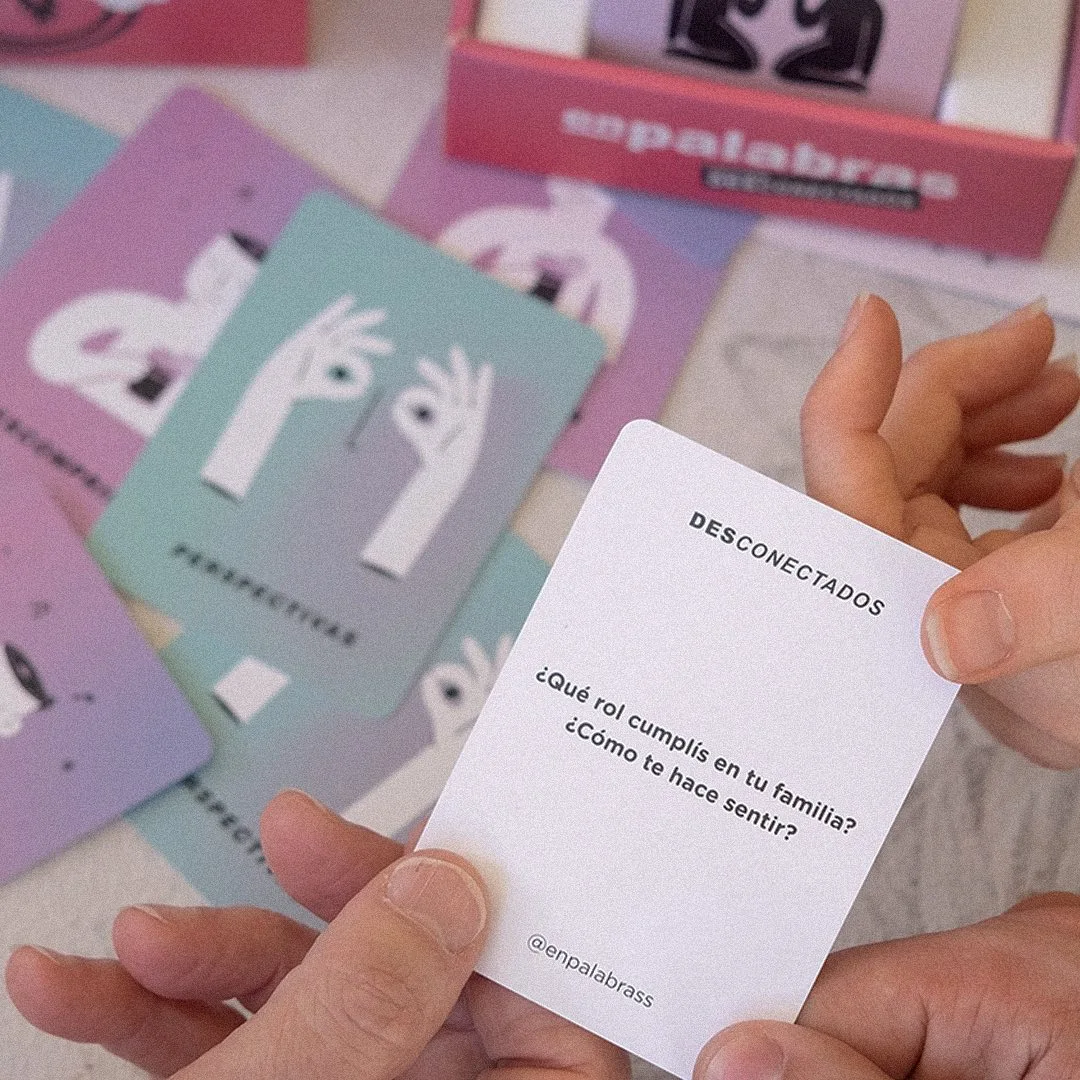 enpalabras
PERSPECTIVAS
DESCONECTADOS
¿Qué rol cumplís en tu familia?
¿Cómo te hace sentir?
@enpalabrass